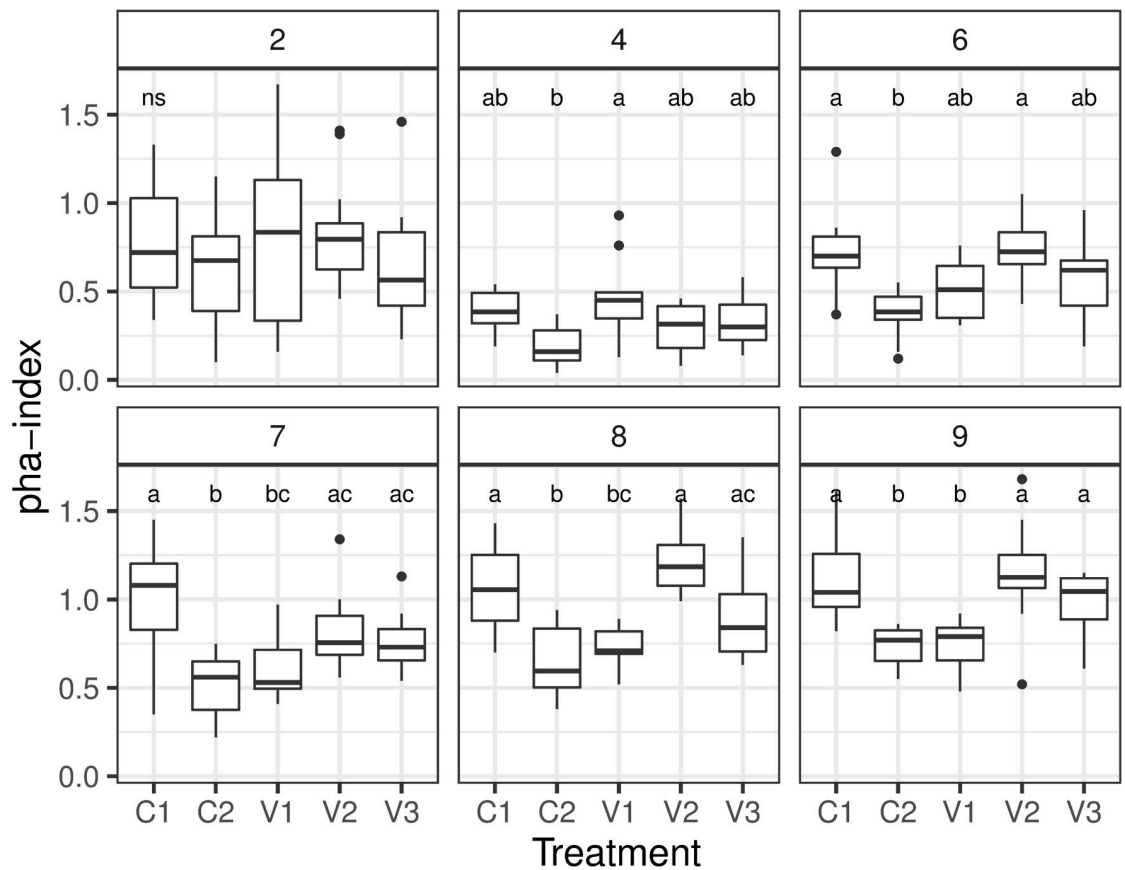 2 4 6
ns ab b a ab ab a b ab a ab
1.5
1.0
0.5
0.0
7 8 9
a b bc ac ac a b bc a ac a b b a a
1.5
1.0
0.5
0.0
C1 C2 V1 V2 V3 C1 C2 V1 V2 V3 C1 C2 V1 V2 V3
Treatment
pha−index